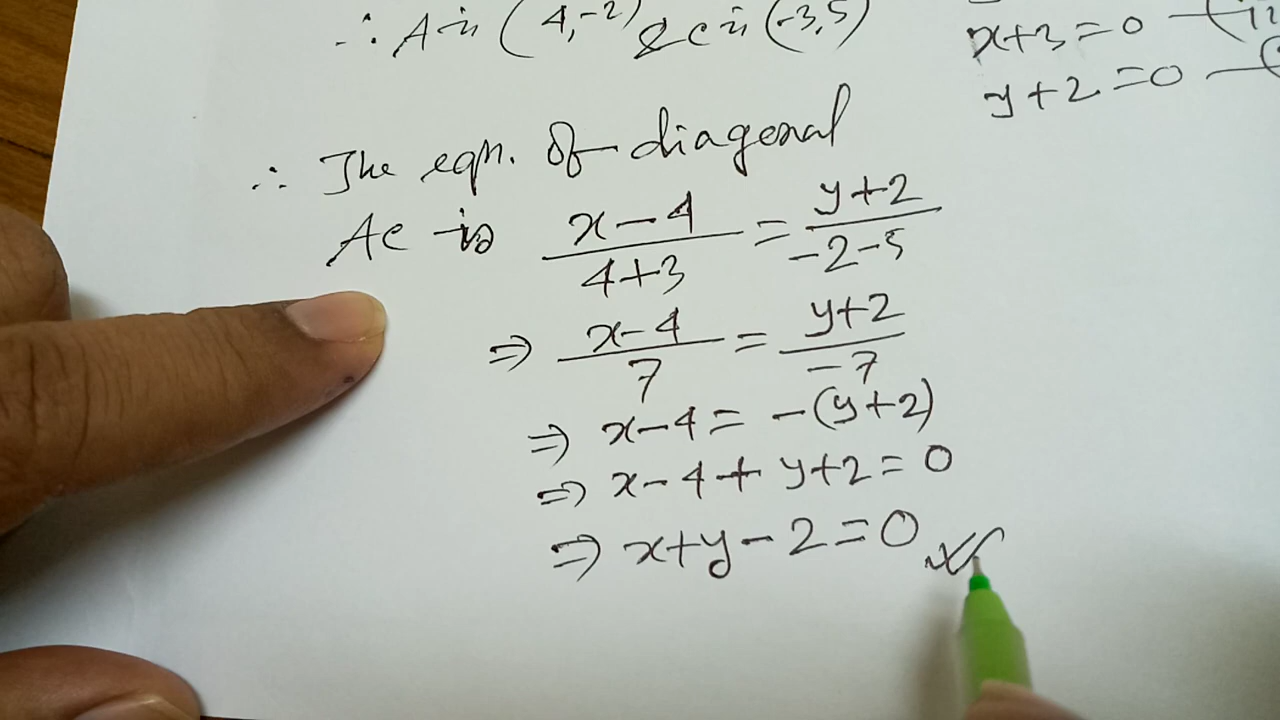 ∴ A is (4,-2) & C is (-3,5)
x+3=0
y+2=0
∴ The eqn. of diagonal
AC is (x-4)/(4+3) = (y+2)/(-2-5)
⇒ (x-4)/7 = (y+2)/-7
⇒ x-4 = -(y+2)
⇒ x-4+y+2=0
⇒ x+y-2=0